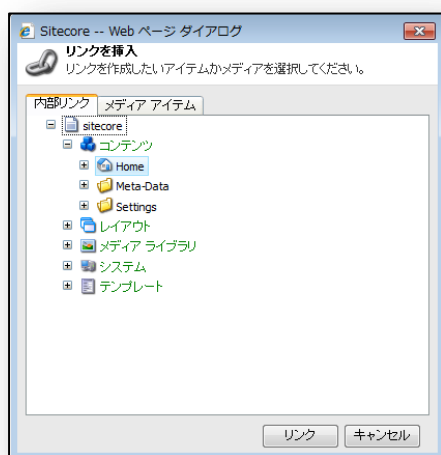 Sitecore -- Web ページ ダイアログ
リンクを挿入
リンクを作成したいアイテムかメディアを選択してください。
内部リンク メディア アイテム
sitecore
コンテンツ
Home
Meta-Data
Settings
レイアウト
メディア ライブラリ
システム
テンプレート
リンク キャンセル